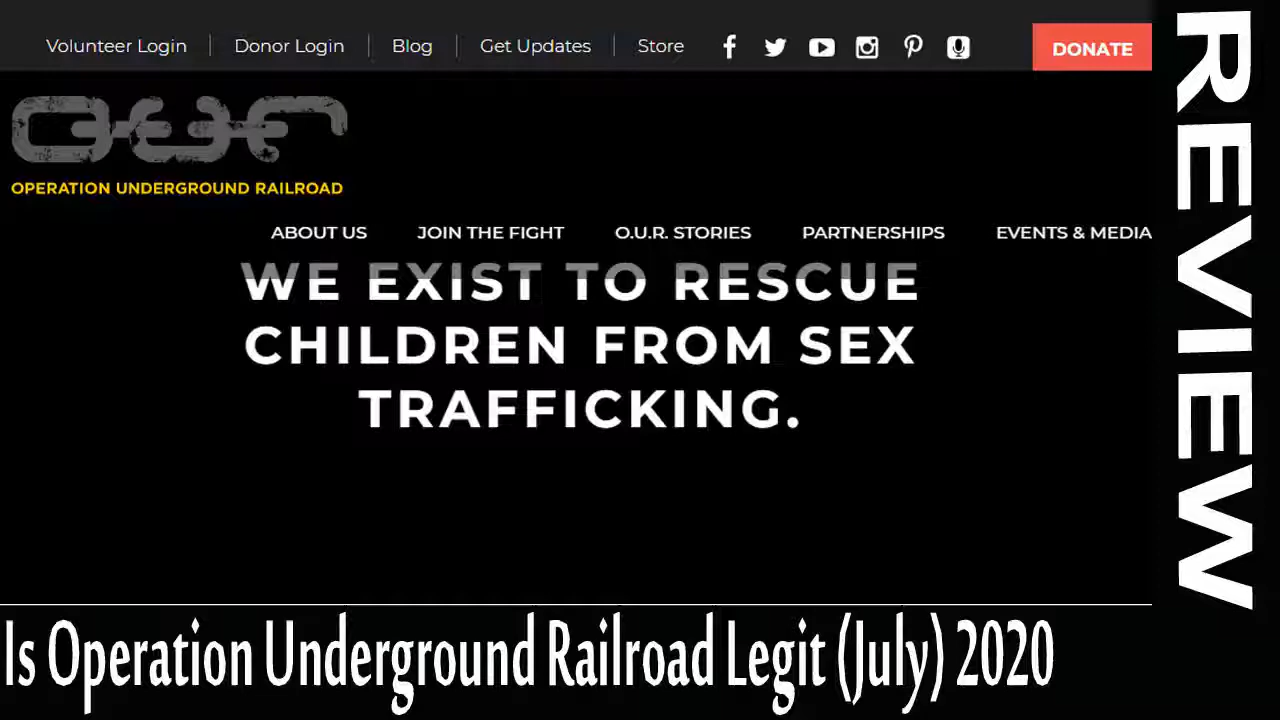 Volunteer Login Donor Login Blog Get Updates Store DONATE
OUR
OPERATION UNDERGROUND RAILROAD
ABOUT US JOIN THE FIGHT O.U.R. STORIES PARTNERSHIPS EVENTS & MEDIA
WE EXIST TO RESCUE
CHILDREN FROM SEX
TRAFFICKING.
REVIEW
Is Operation Underground Railroad Legit (July) 2020